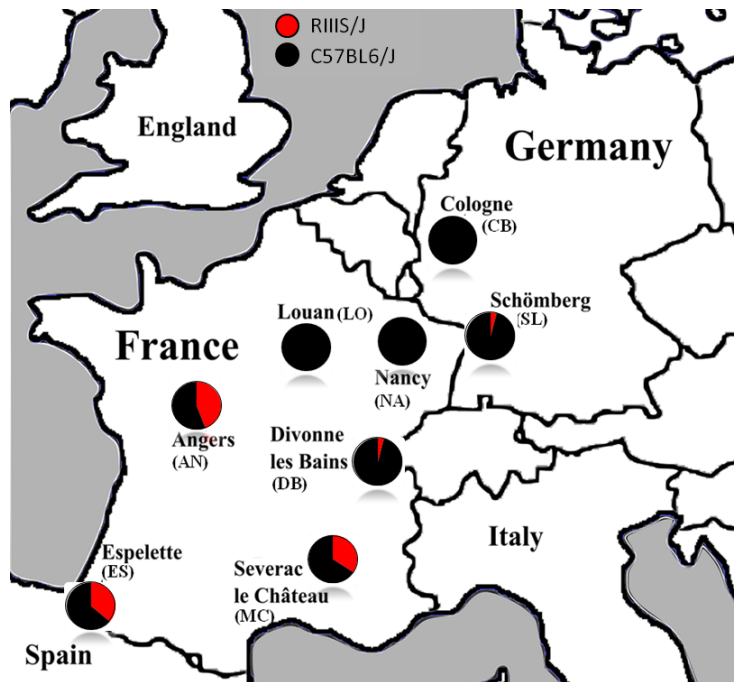 RIIIS/J
C57BL6/J
England
Germany
Cologne
(CB)
Schömberg
(SL)
Louan (LO)
France
Nancy
(NA)
Angers
(AN)
Divonne
les Bains
(DB)
Espelette
(ES)
Severac
le Château
(MC)
Italy
Spain